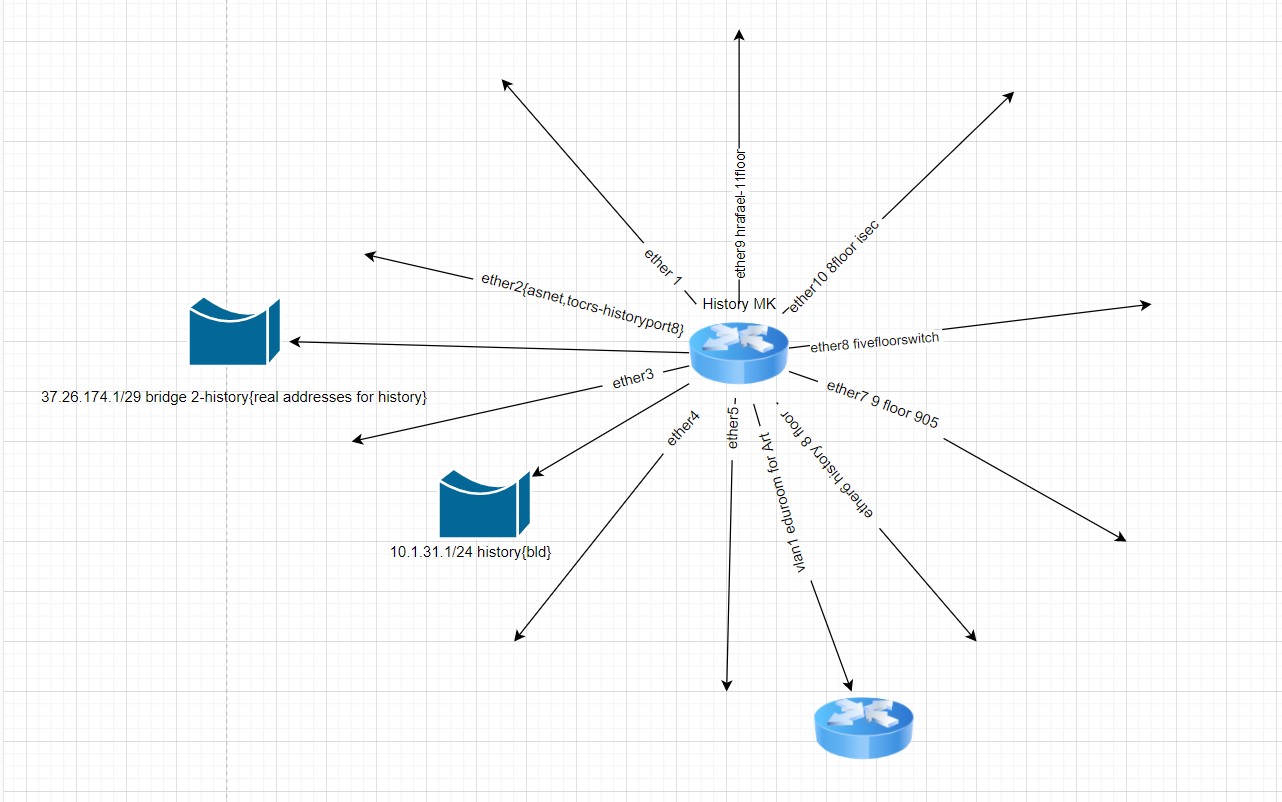 ether9 hrafael-11floor
ether10 8floor isec
ether 1
ether2{asnet,tocrs-historyport8}
History MK
ether8 fivefloorswitch
37.26.174.1/29 bridge 2-history{real addresses for history}
ether3
ether7 9 floor 905
ether4
ether5
vlan1 eduroom for Art
ether6 history 8 floor
10.1.31.1/24 history{bld}